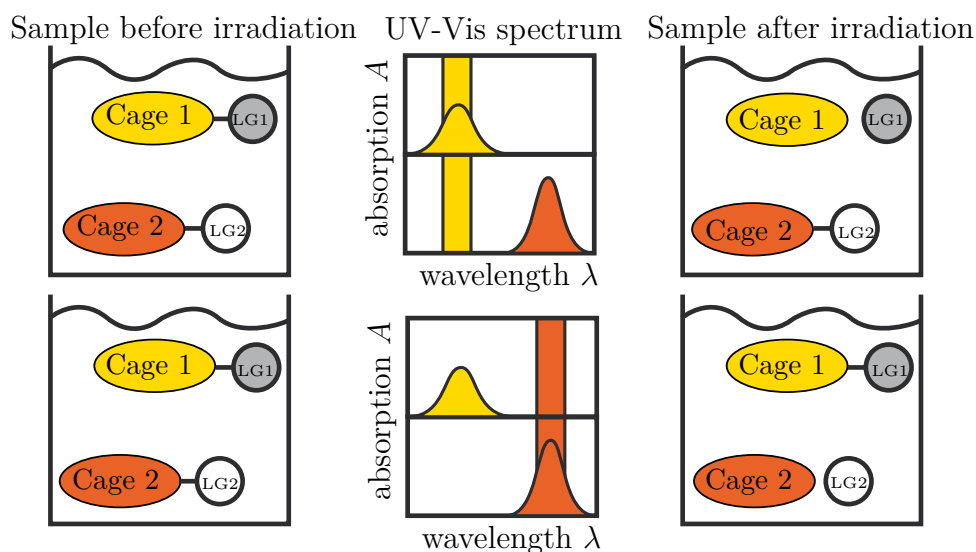 Sample before irradiation
UV-Vis spectrum
Sample after irradiation
Cage 1
LG1
Cage 2
LG2
absorption A
wavelength λ
Cage 1
LG1
Cage 2
LG2
Cage 1
LG1
Cage 2
LG2
absorption A
wavelength λ
Cage 1
LG1
Cage 2
LG2